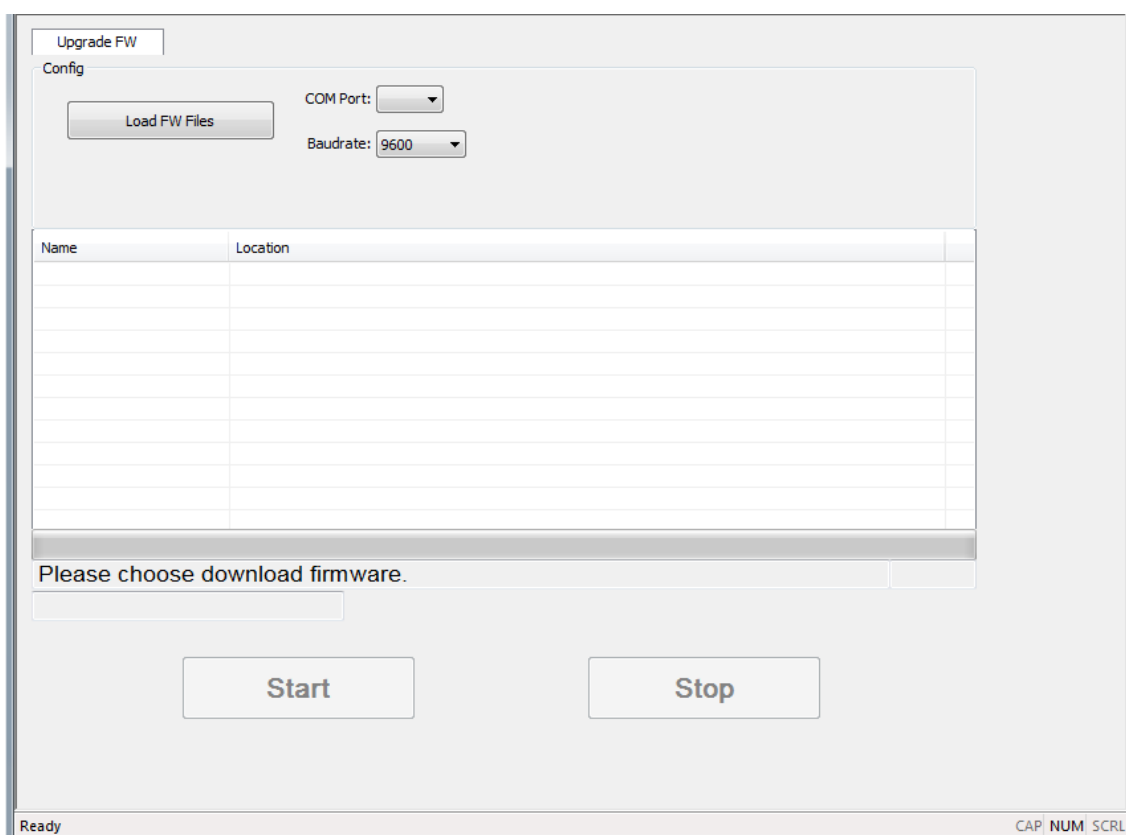 Upgrade FW
Config
Load FW Files
COM Port:
Baudrate: 9600
Name Location
Please choose download firmware.
Start Stop
Ready CAP NUM SCRL